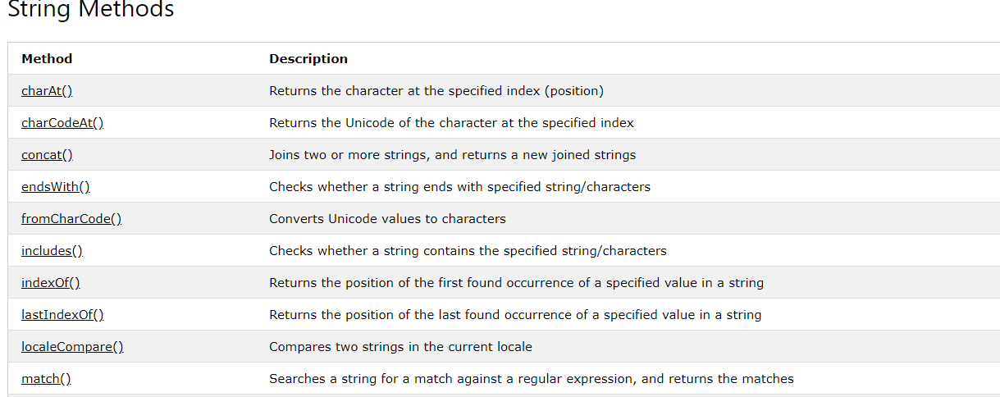 String Methods
Method Description
charAt() Returns the character at the specified index (position)
charCodeAt() Returns the Unicode of the character at the specified index
concat() Joins two or more strings, and returns a new joined strings
endsWith() Checks whether a string ends with specified string/characters
fromCharCode() Converts Unicode values to characters
includes() Checks whether a string contains the specified string/characters
indexOf() Returns the position of the first found occurrence of a specified value in a string
lastIndexOf() Returns the position of the last found occurrence of a specified value in a string
localeCompare() Compares two strings in the current locale
match() Searches a string for a match against a regular expression, and returns the matches